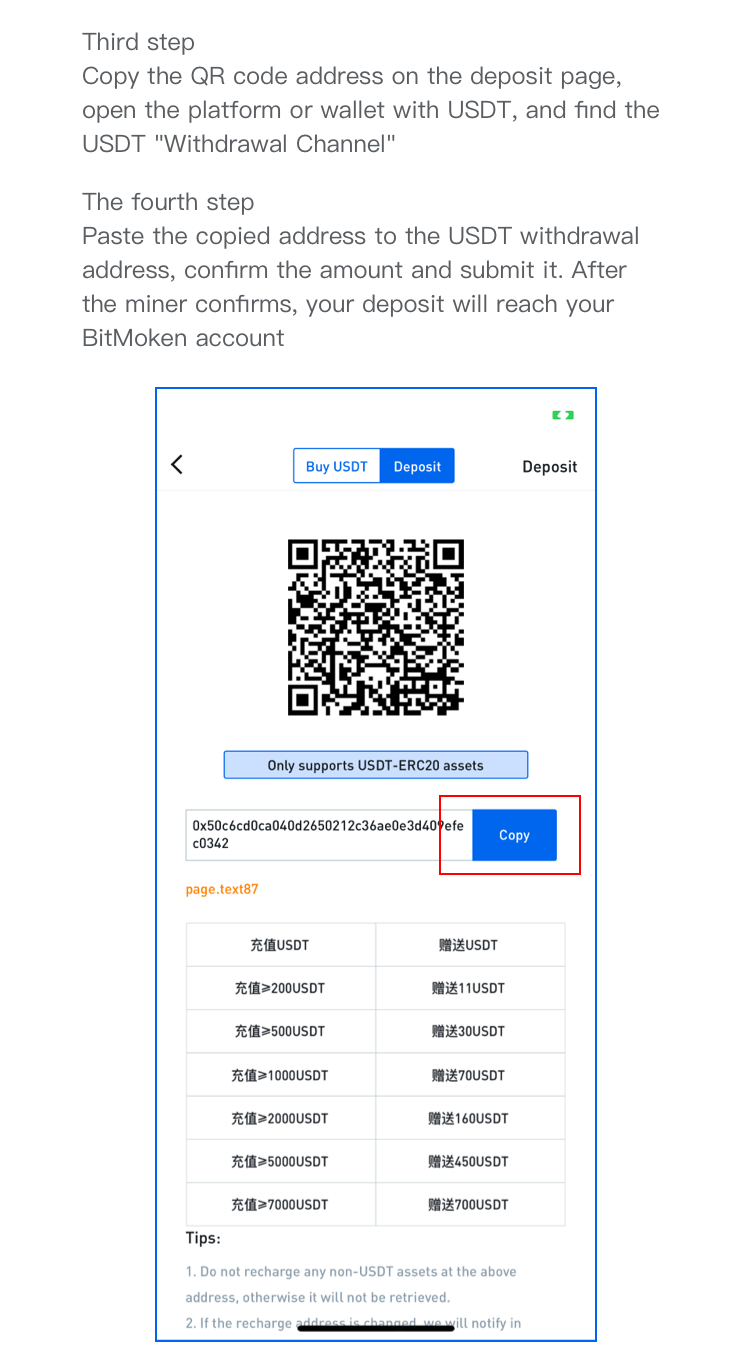 Third step
Copy the QR code address on the deposit page,
open the platform or wallet with USDT, and find the
USDT "Withdrawal Channel"
The fourth step
Paste the copied address to the USDT withdrawal
address, confirm the amount and submit it. After
the miner confirms, your deposit will reach your
BitMoken account
Buy USDT Deposit Deposit
Only supports USDT-ERC20 assets
0x50c6cd0ca040d2650212c36ae0e3d409efe
c0342
Copy
page.text87
充值USDT 赠送USDT
充值≥200USDT 赠送11USDT
充值≥500USDT 赠送30USDT
充值≥1000USDT 赠送70USDT
充值≥2000USDT 赠送160USDT
充值≥5000USDT 赠送450USDT
充值≥7000USDT 赠送700USDT
Tips:
1. Do not recharge any non-USDT assets at the above
address, otherwise it will not be retrieved.
2. If the recharge address is changed, we will notify in